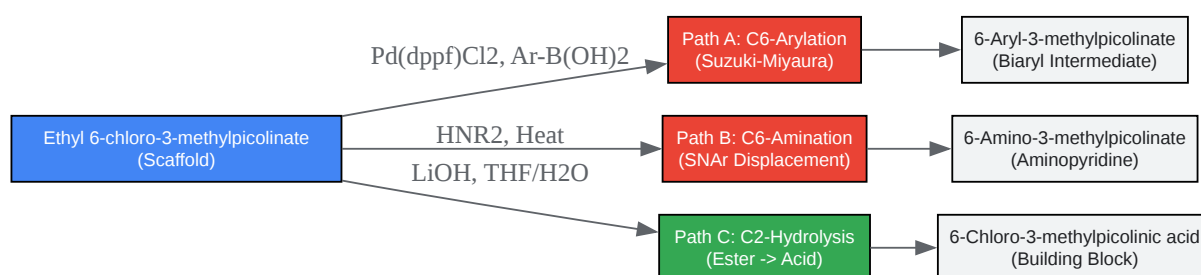 Ethyl 6-chloro-3-methylpicolinate
(Scaffold)
Pd(dppf)Cl2, Ar-B(OH)2
HNR2, Heat
LiOH, THF/H2O
Path A: C6-Arylation
(Suzuki-Miyaura)
6-Aryl-3-methylpicolinate
(Biaryl Intermediate)
Path B: C6-Amination
(SNAr Displacement)
6-Amino-3-methylpicolinate
(Aminopyridine)
Path C: C2-Hydrolysis
(Ester -> Acid)
6-Chloro-3-methylpicolinic acid
(Building Block)